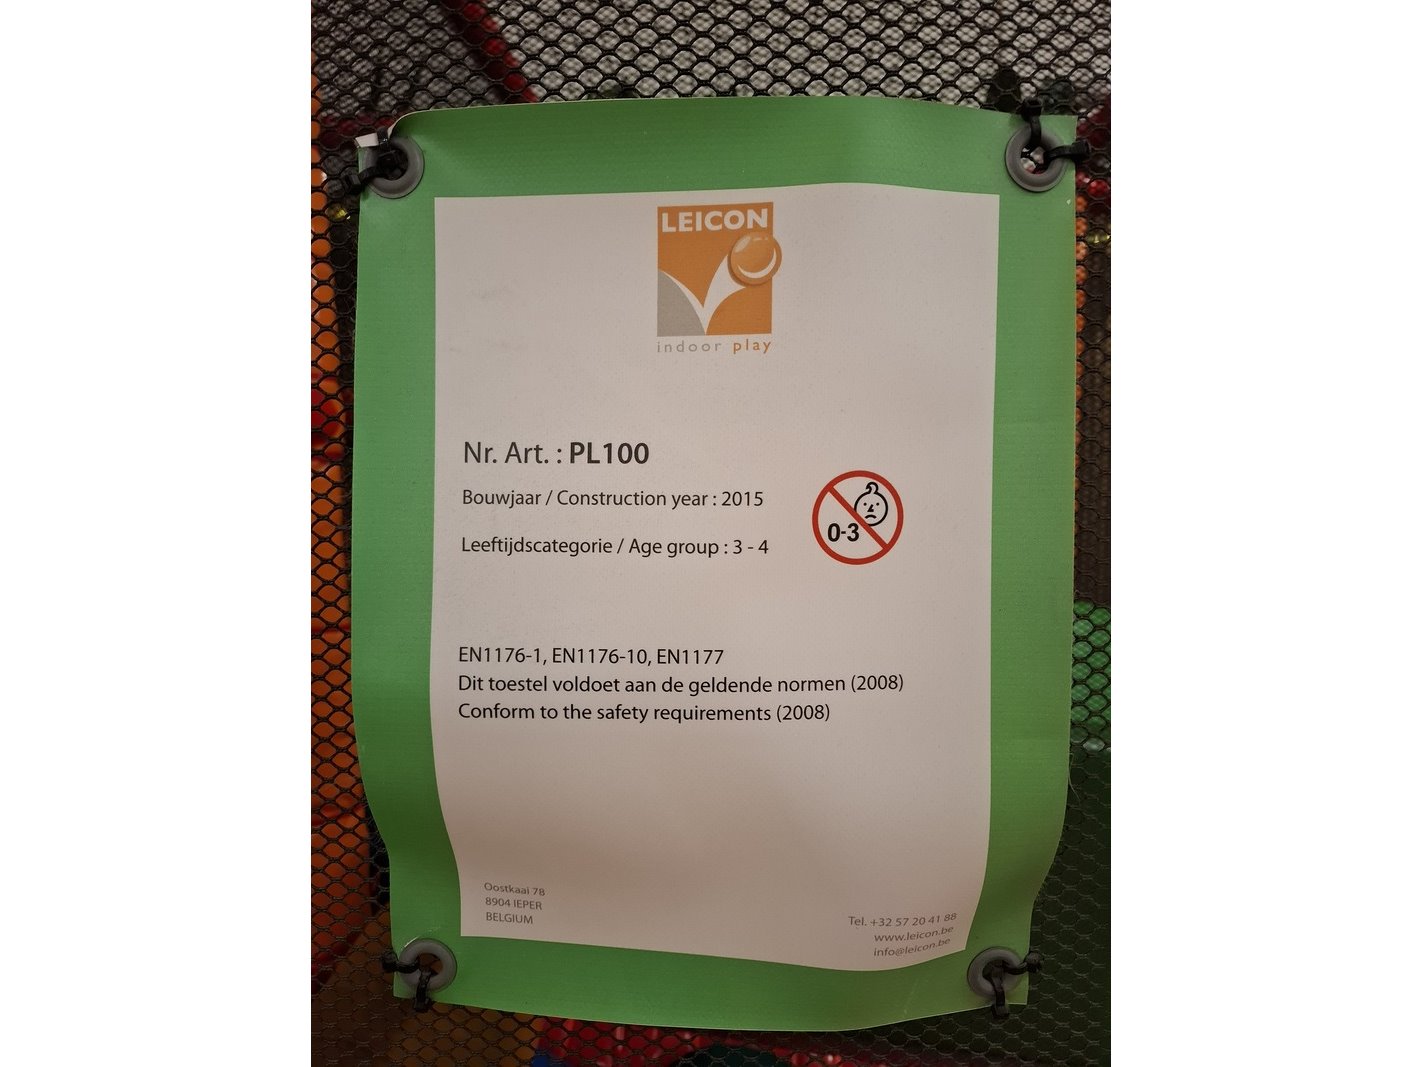 LEICON
indoor play
Nr. Art. : PL100
Bouwjaar / Construction year : 2015
Leeftijdscategorie / Age group : 3 - 4
0-3
EN1176-1, EN1176-10, EN1177
Dit toestel voldoet aan de geldende normen (2008)
Conform to the safety requirements (2008)
Oostkaai 78
8904 IEPER
BELGIUM
Tel. +32 57 20 41 88
www.leicon.be
info@leicon.be